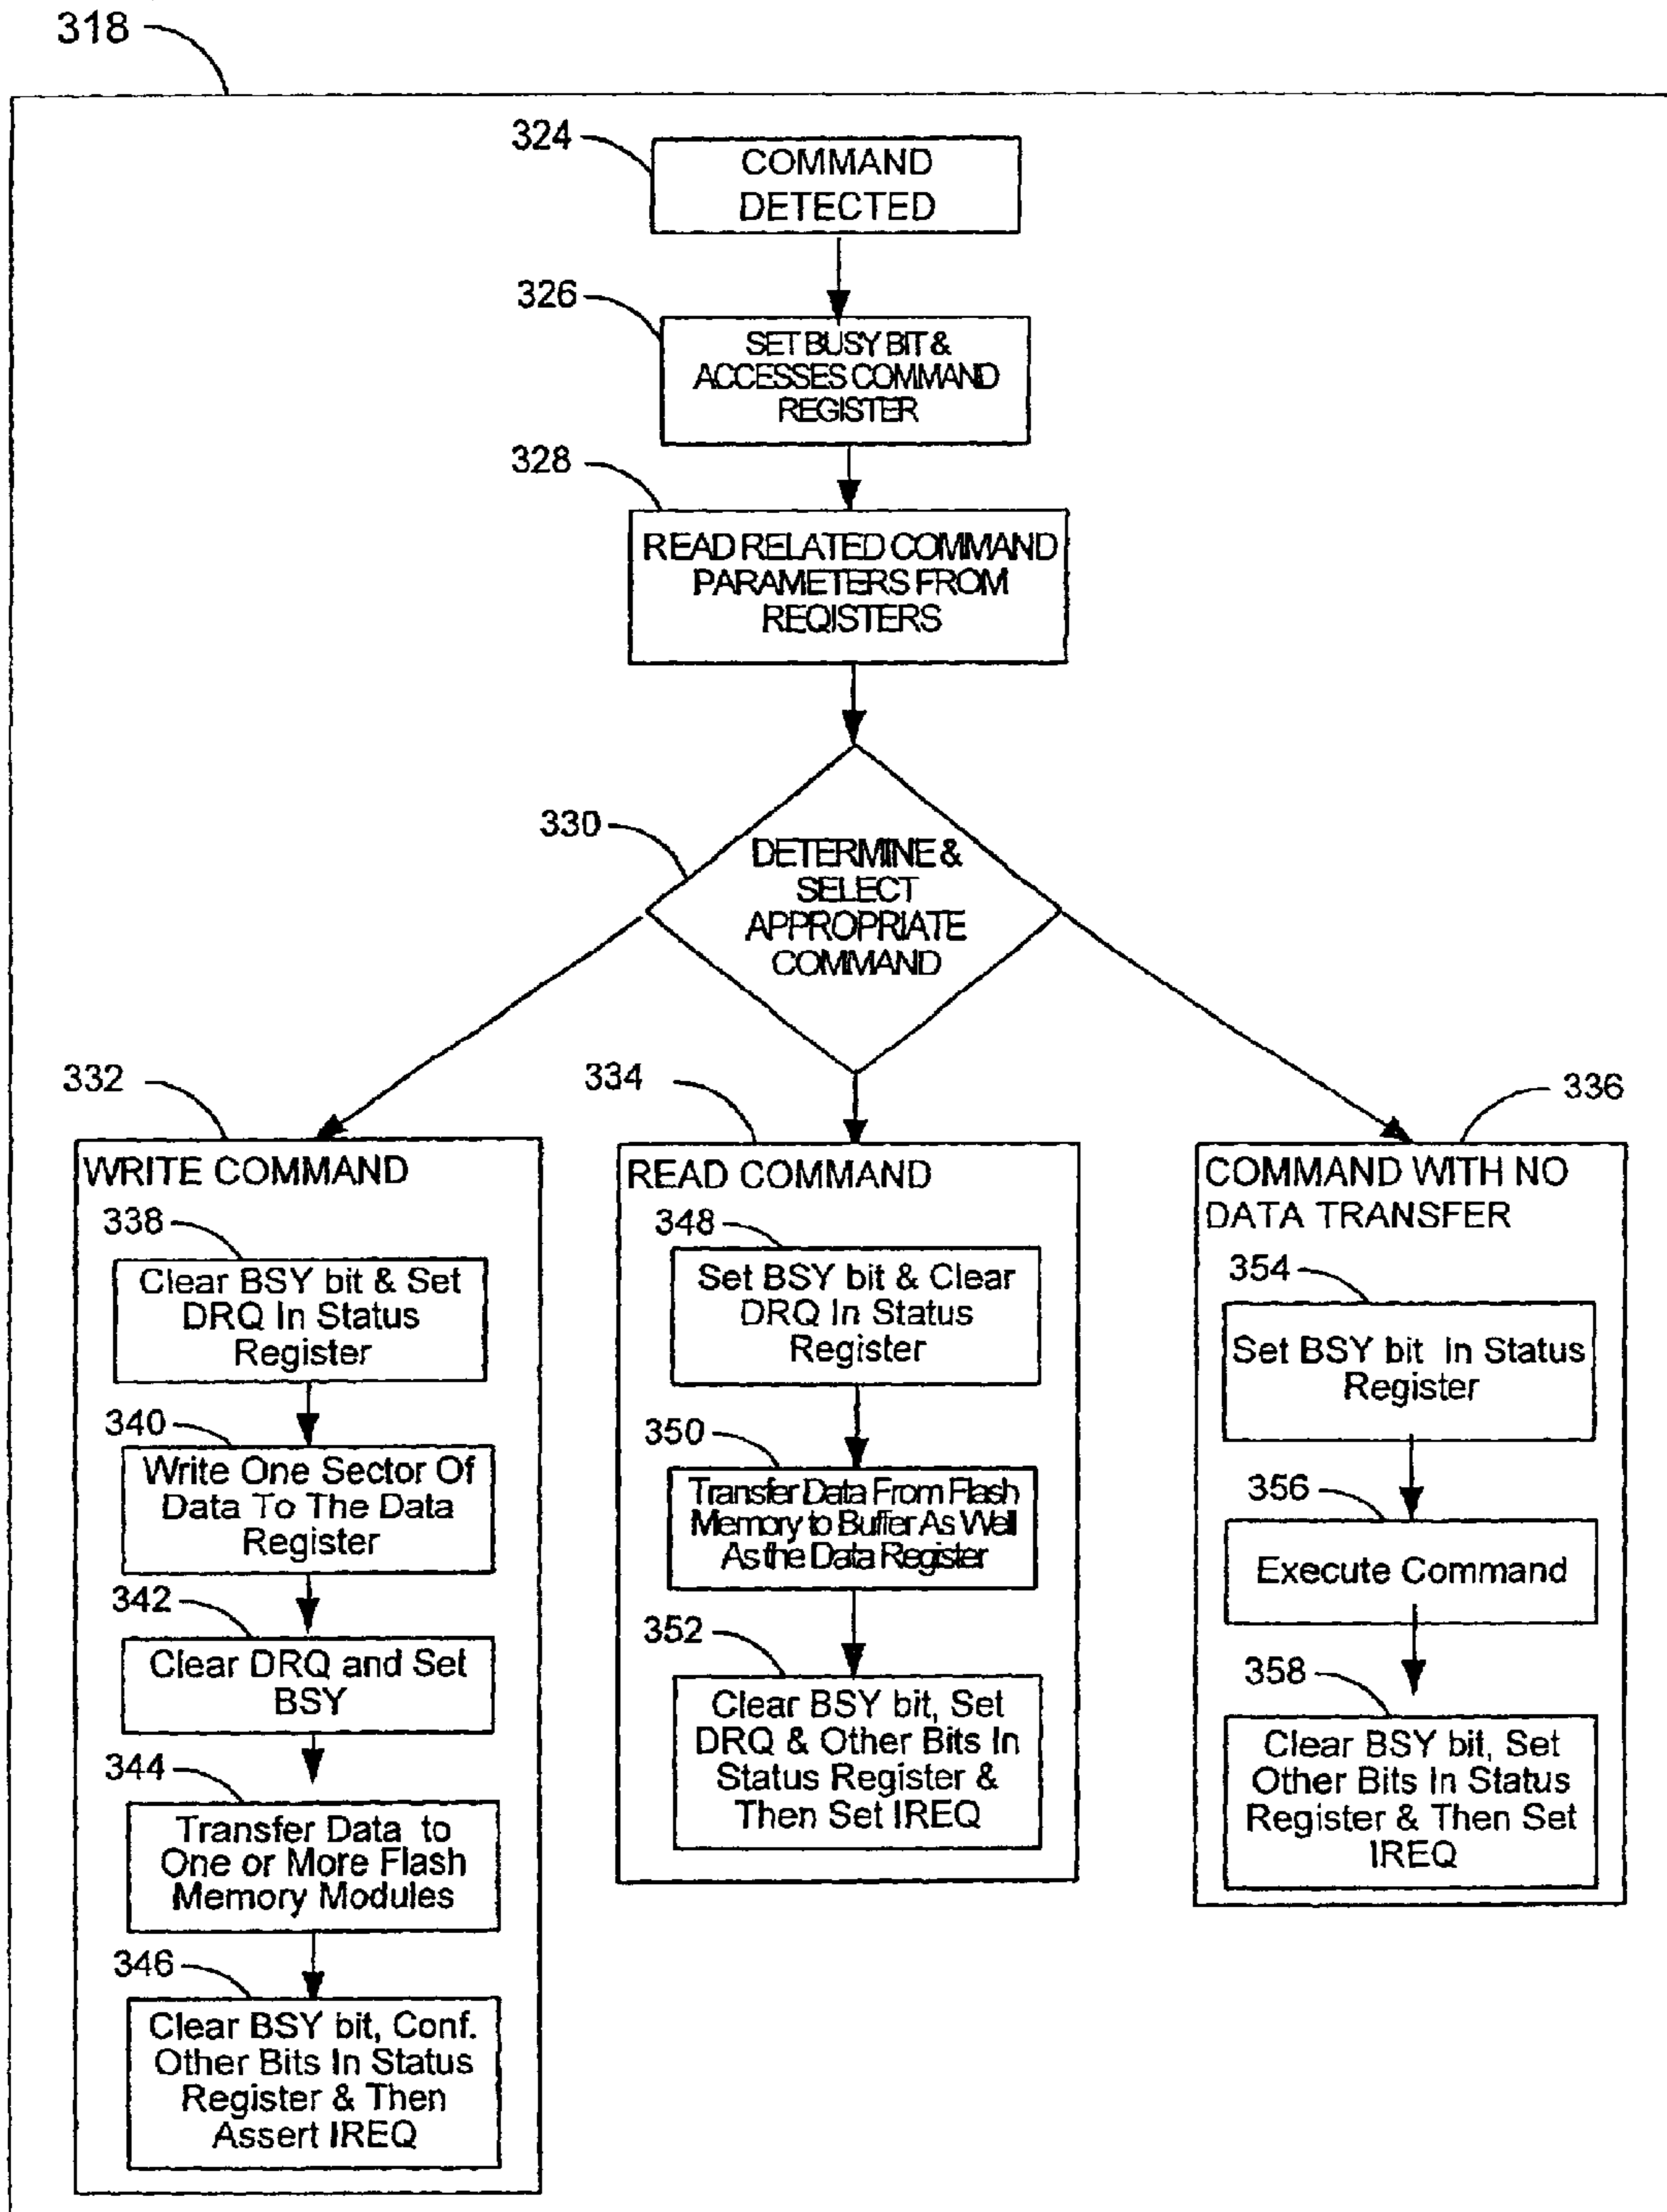 318
324
COMMAND
DETECTED
326
SET BUSY BIT &
ACCESSES COMMAND
REGISTER
328
READ RELATED COMMAND
PARAMETERS FROM
REQISTERS
330
DETERMINE &
SELECT
APPROPRIATE
COMMAND
332
WRITE COMMAND
338
Clear BSY bit & Set
DRQ In Status
Register
340
Write One Sector Of
Data To The Data
Register
342
Clear DRQ and Set
BSY
344
Transfer Data to
One or More Flash
Memory Modules
346
Clear BSY bit, Conf.
Other Bits In Status
Register & Then
Assert IREQ
334
READ COMMAND
348
Set BSY bit & Clear
DRQ In Status
Register
350
Transfer Data From Flash
Memory to Buffer As Well
As the Data Register
352
Clear BSY bit, Set
DRQ & Other Bits In
Status Register &
Then Set IREQ
336
COMMAND WITH NO
DATA TRANSFER
354
Set BSY bit In Status
Register
356
Execute Command
358
Clear BSY bit, Set
Other Bits In Status
Register & Then Set
IREQ